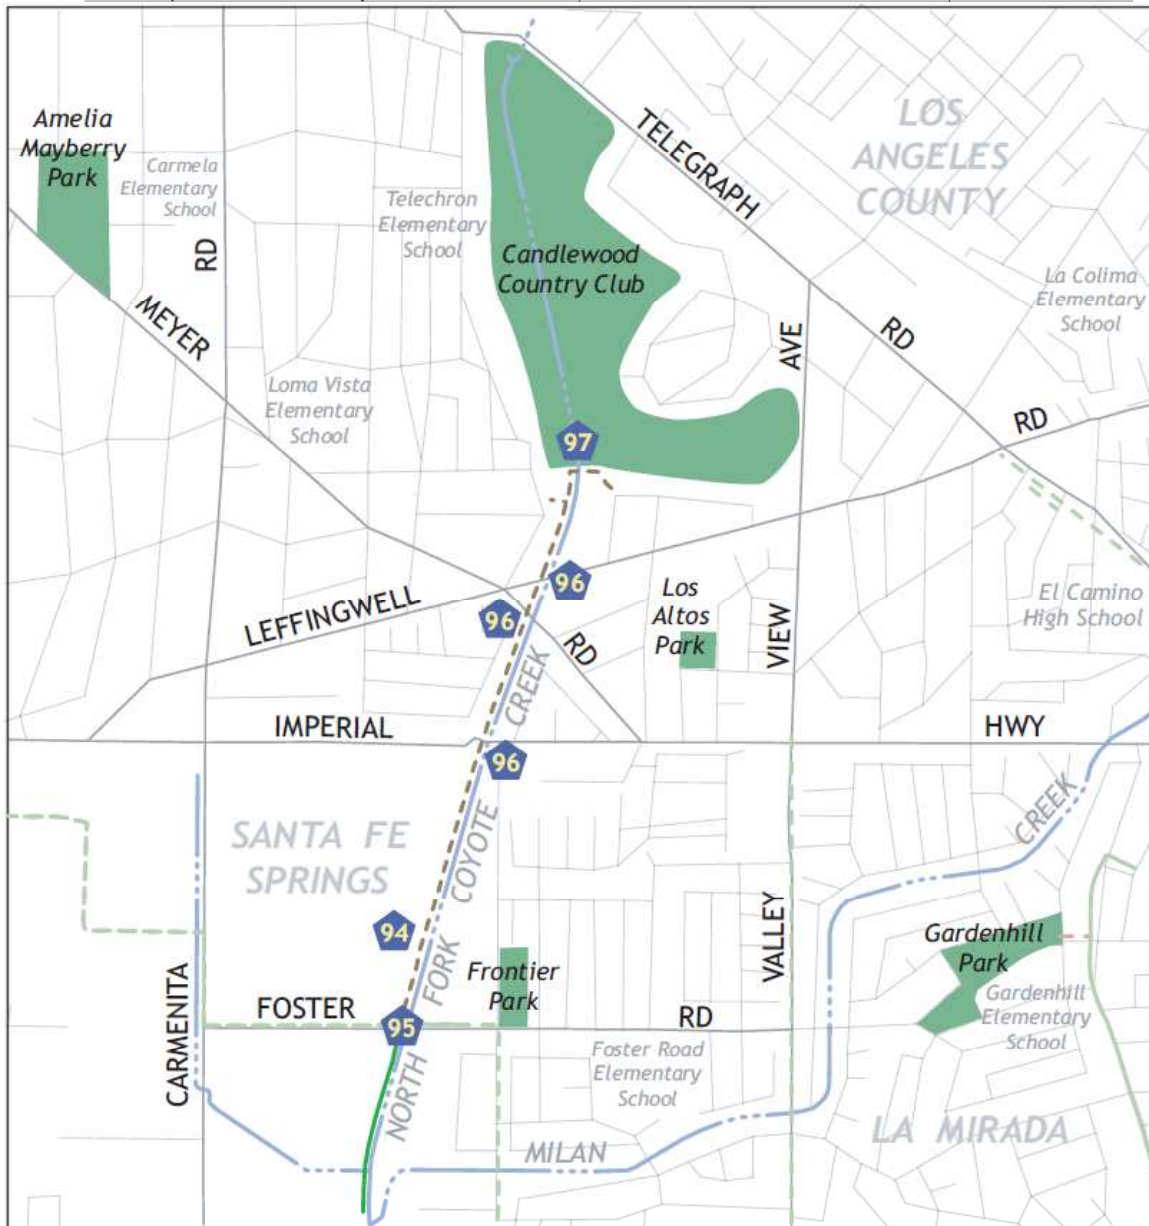 LOS
ANGELES
COUNTY
Amelia
Mayberry
Park
Carmela
Elementary
School
TELEGRAPH
RD
Telechron
Elementary
School
Candlewood
Country Club
RD
La Colima
Elementary
School
MEYER
AVE
Loma Vista
Elementary
School
RD
97
96
Los
Altos
Park
El Camino
High School
LEFFINGWELL
96
RD
VIEW
CREEK
IMPERIAL
HWY
96
CREEK
SANTA FE
SPRINGS
COYOTE
94
VALLEY
Gardenhill
Park
Frontier
Park
FORK
CARMENITA
FOSTER
95
RD
Gardenhill
Elementary
School
Foster Road
Elementary
School
NORTH
MILAN
LA MIRADA